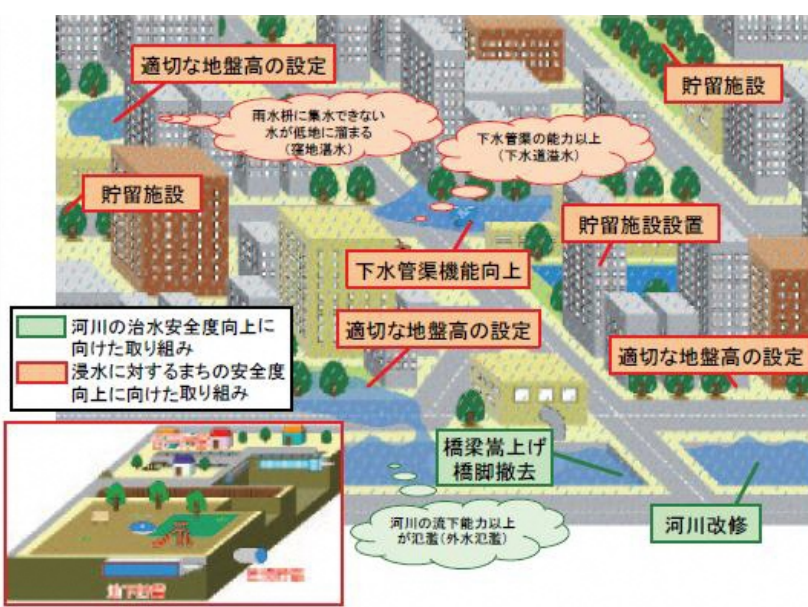 適切な地盤高の設定
貯留施設
雨水枡に集水できない
水が低地に溜まる
(窪地湛水)
下水管渠の能力以上
(下水道溢水)
貯留施設
貯留施設設置
下水管渠機能向上
河川の治水安全度向上に
向けた取り組み
浸水に対するまちの安全度
向上に向けた取り組み
適切な地盤高の設定
適切な地盤高の設定
橋梁嵩上げ
橋脚撤去
河川の流下能力以上
が氾濫(外水氾濫)
河川改修